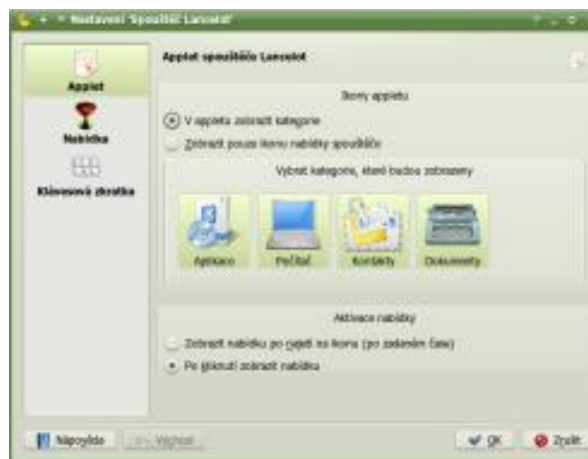 Nastavení 'Spouštěč Lancelot'
Applet
Nabídka
Klávesová zkratka
Applet spouštěče Lancelot
Ikony appletu
V appletu zobrazit kategorie
Zobrazit pouze ikonu nabídky spouštěče
Vybrat kategorie, které budou zobrazeny
Aplikace
Počítač
Kontakty
Dokumenty
Aktivace nabídky
Zobrazit nabídku po najetí na ikonu (po zadaném čase)
Po kliknutí zobrazit nabídku
Nápověda
Výchozí
OK
Zrušit